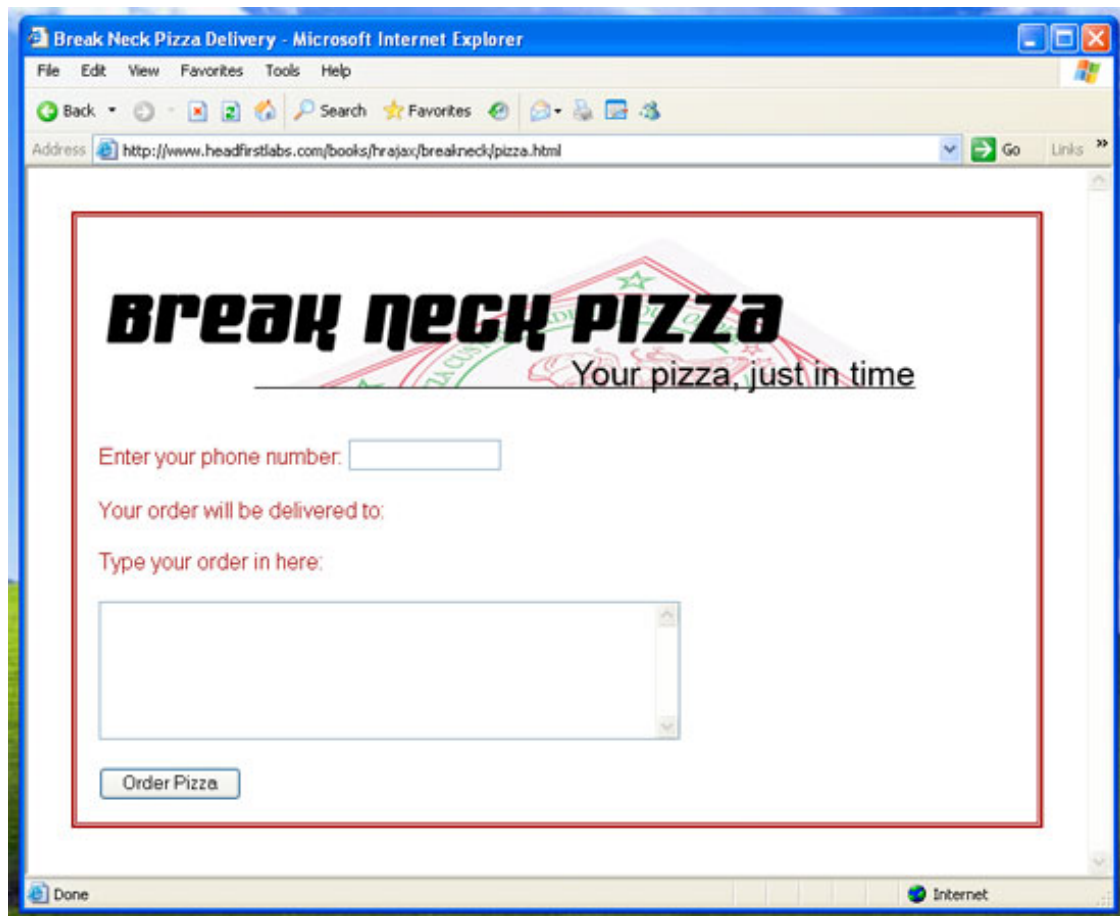 Break Neck Pizza Delivery - Microsoft Internet Explorer
File Edit View Favorites Tools Help
Back Search Favorites
Address http://www.headfirstlabs.com/books/hrajax/breakneck/pizza.html Go Links »
Break Neck Pizza
Your pizza, just in time
Enter your phone number:
Your order will be delivered to:
Type your order in here:
Order Pizza
Done Internet